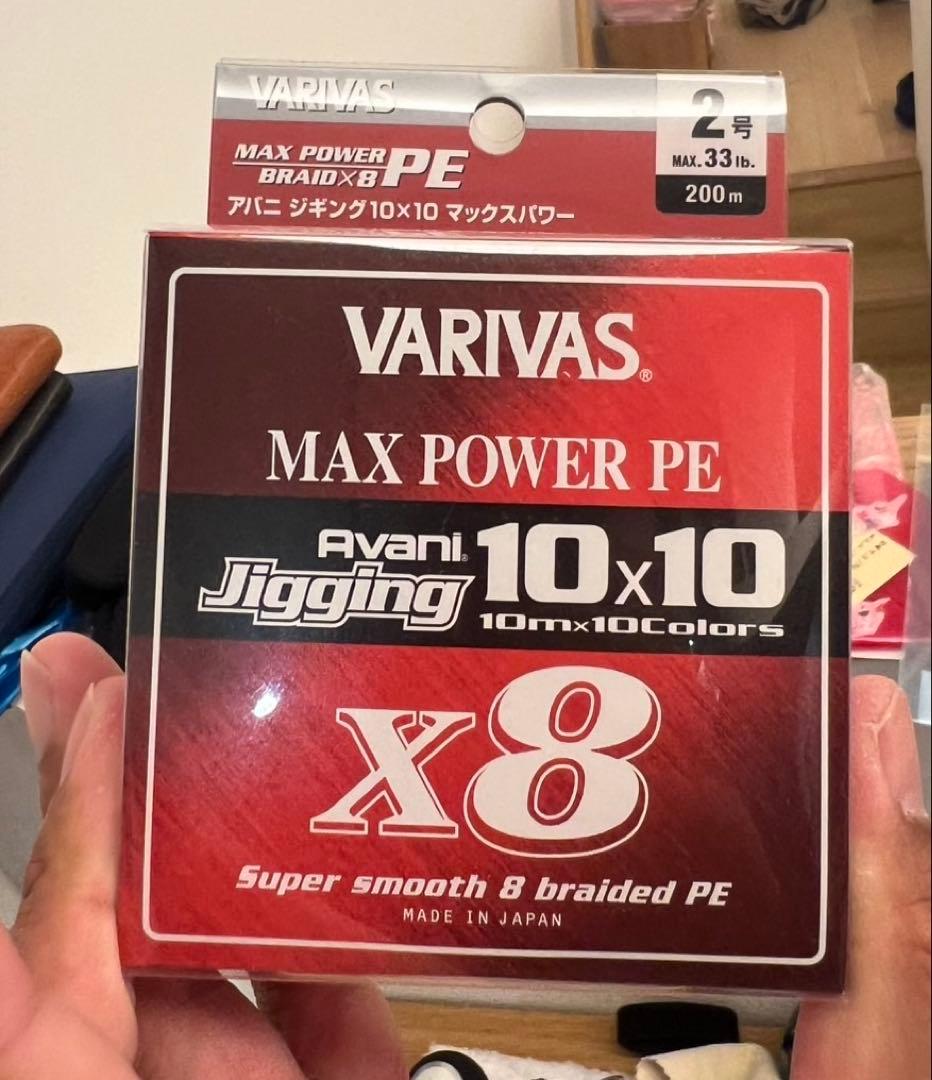 VARIVAS
MAX POWER
BRAID×8 PE
アバニ ジギング10×10 マックスパワー
2号
MAX.33lb.
200m
VARIVAS®
MAX POWER PE
Avani®
Jigging 10x10
10m×10Colors
x8
Super smooth 8 braided PE
MADE IN JAPAN